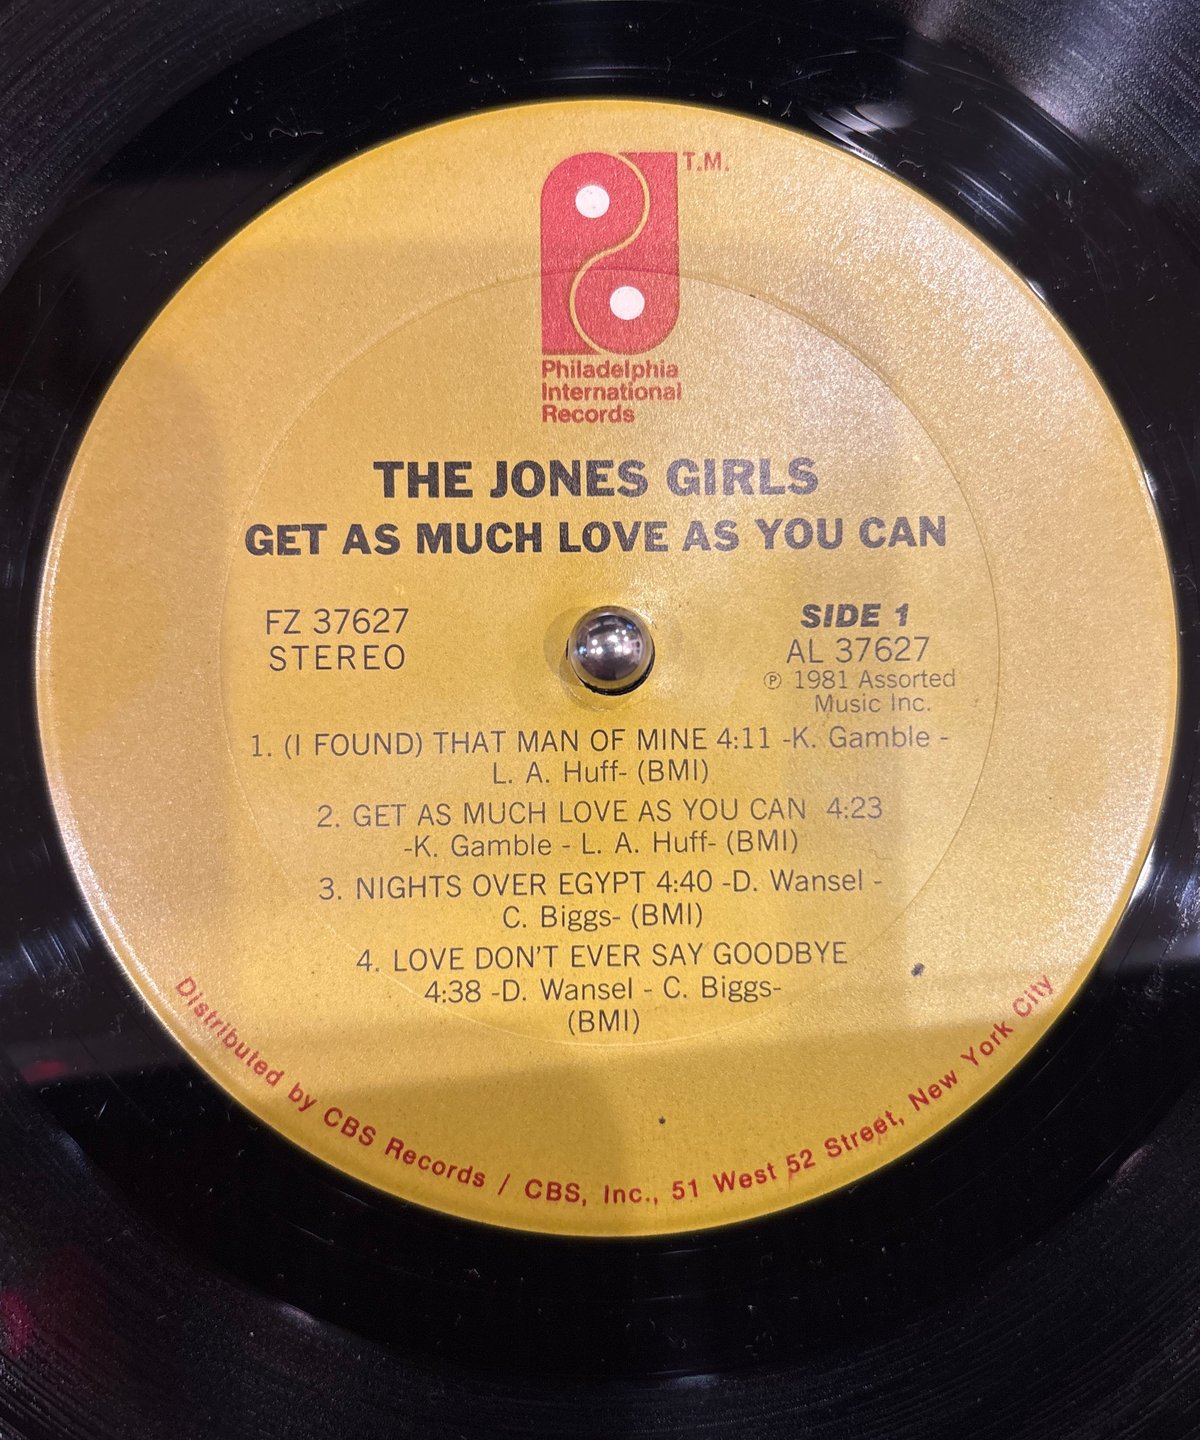 T.M.
Philadelphia
International
Records
THE JONES GIRLS
GET AS MUCH LOVE AS YOU CAN
FZ 37627
STEREO
SIDE 1
AL 37627
℗ 1981 Assorted
Music Inc.
1. (I FOUND) THAT MAN OF MINE 4:11 -K. Gamble -
L. A. Huff- (BMI)
2. GET AS MUCH LOVE AS YOU CAN 4:23
-K. Gamble - L. A. Huff- (BMI)
3. NIGHTS OVER EGYPT 4:40 -D. Wansel -
C. Biggs- (BMI)
4. LOVE DON'T EVER SAY GOODBYE
4:38 -D. Wansel - C. Biggs-
(BMI)
Distributed by CBS Records / CBS, Inc., 51 West 52 Street, New York City